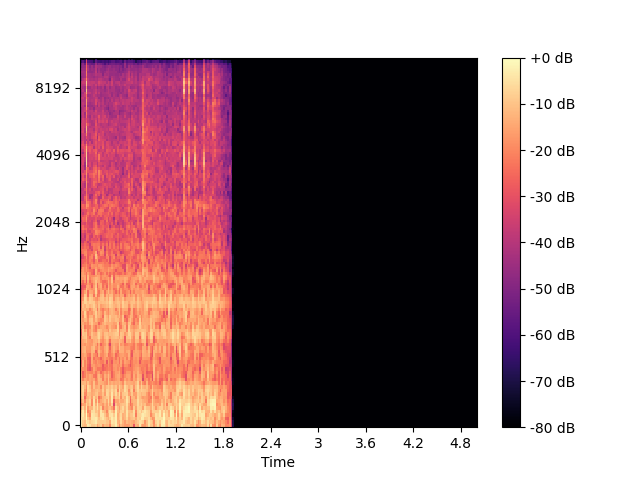 8192
4096
2048
1024
512
0
Hz
0 0.6 1.2 1.8 2.4 3 3.6 4.2 4.8
Time
+0 dB
-10 dB
-20 dB
-30 dB
-40 dB
-50 dB
-60 dB
-70 dB
-80 dB